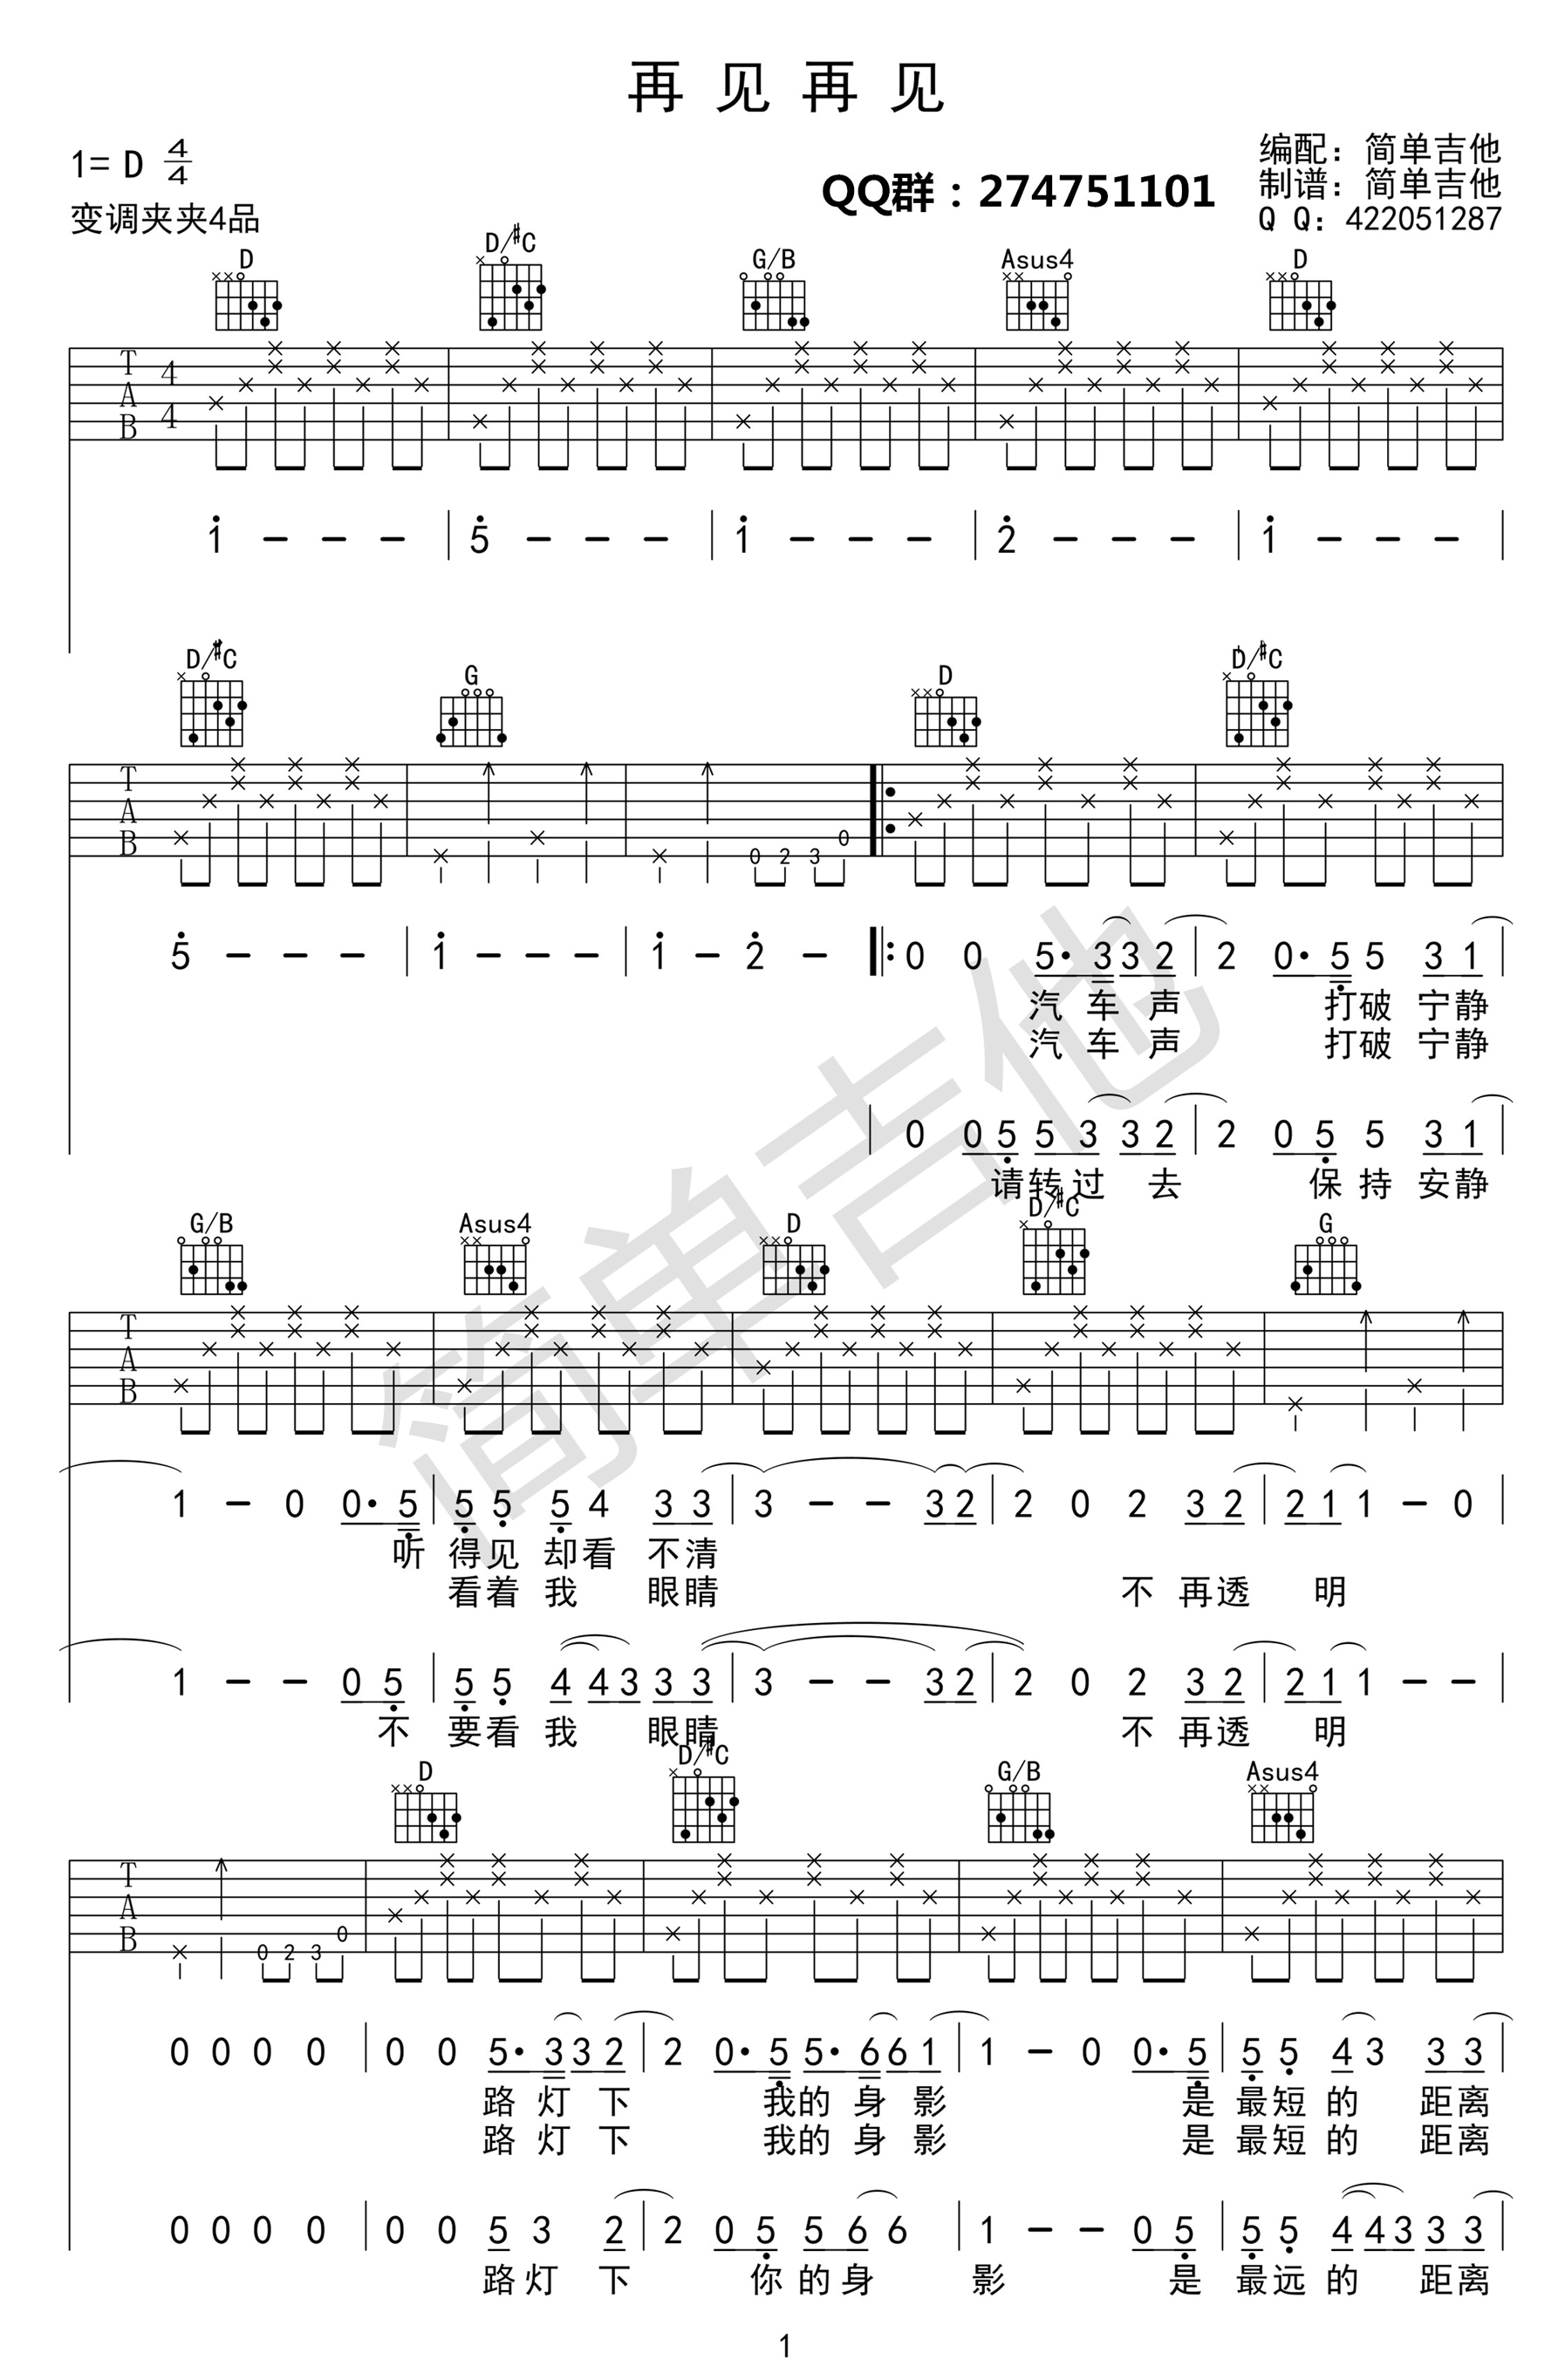 再见再见
1= D 4/4
变调夹夹4品
QQ群：274751101
编配：简单吉他
制谱：简单吉他
Q Q：422051287
D D/#C G/B Asus4 D
T A B 4 4
1 - - - | 5 - - - | 1 - - - | 2 - - - | 1 - - - |
D/#C G D D/#C
T A B 0 2 3 0
5 - - - | 1 - - - | 1 - 2 - |: 0 0 5· 3 3 2 | 2 0· 5 5 3 1 |
汽 车 声 打破 宁静
汽 车 声 打破 宁静
| 0 0 5 5 3 3 2 | 2 0 5 5 3 1 |
请转过 去 保 持 安静
G/B Asus4 D D/#C G
T A B
1 - 0 0· 5 | 5 5 5 4 3 3 | 3 - - 3 2 | 2 0 2 3 2 | 2 1 1 - 0 |
听 得见 却看 不清
看着 我 眼睛 不 再透 明
1 - - 0 5 | 5 5 4 4 3 3 3 | 3 - - 3 2 | 2 0 2 3 2 | 2 1 1 - - |
不 要看 我 眼睛 不 再透 明
D D/#C G/B Asus4
T A B 0 2 3 0
0 0 0 0 | 0 0 5· 3 3 2 | 2 0· 5 5· 6 6 1 | 1 - 0 0· 5 | 5 5 4 3 3 3 |
路 灯 下 我的 身 影 是 最短 的 距离
路 灯 下 我的 身 影 是 最短 的 距离
0 0 0 0 | 0 0 5 3 2 | 2 0 5 5 6 6 | 1 - - 0 5 | 5 5 4 4 3 3 3 |
路灯 下 你 的身 影 是 最远 的 距离
简单吉他
1